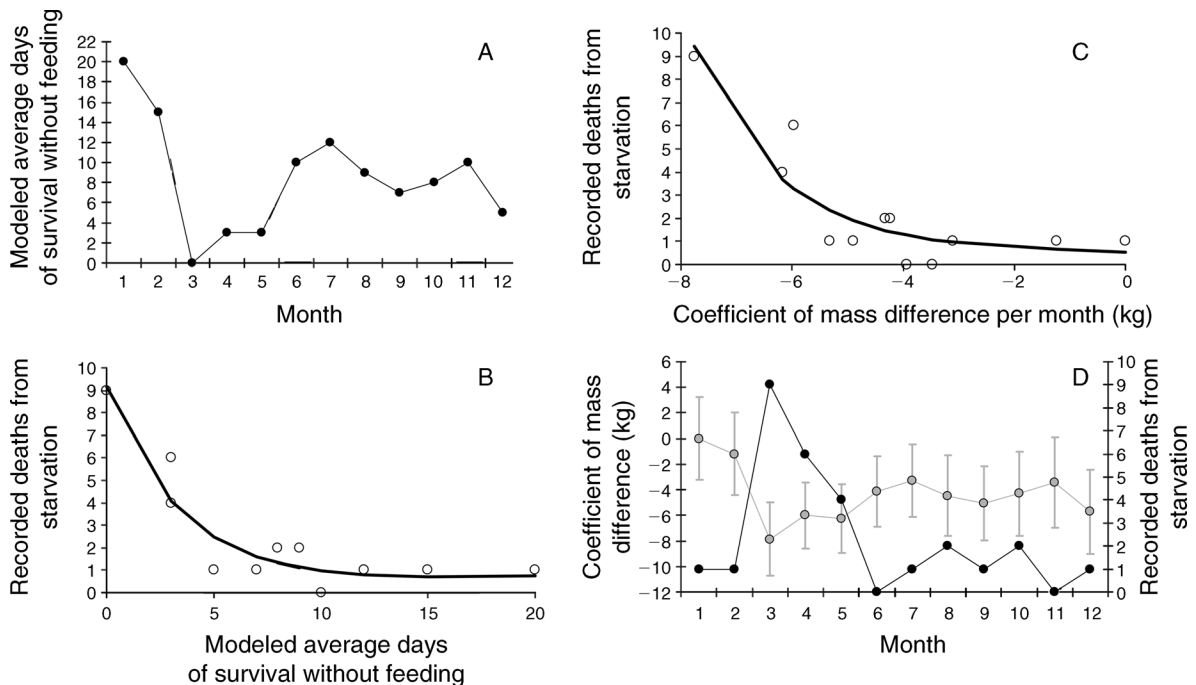 A
Modeled average days
of survival without feeding
22
20
18
16
14
12
10
8
6
4
2
0
1 2 3 4 5 6 7 8 9 10 11 12
Month
B
Recorded deaths from
starvation
10
9
8
7
6
5
4
3
2
1
0
0 5 10 15 20
Modeled average days
of survival without feeding
C
Recorded deaths from
starvation
10
9
8
7
6
5
4
3
2
1
0
−8 −6 −4 −2 0
Coefficient of mass difference per month (kg)
D
Coefficient of mass
difference (kg)
6
4
2
0
−2
−4
−6
−8
−10
−12
10
9
8
7
6
5
4
3
2
1
0
Recorded deaths from
starvation
1 2 3 4 5 6 7 8 9 10 11 12
Month